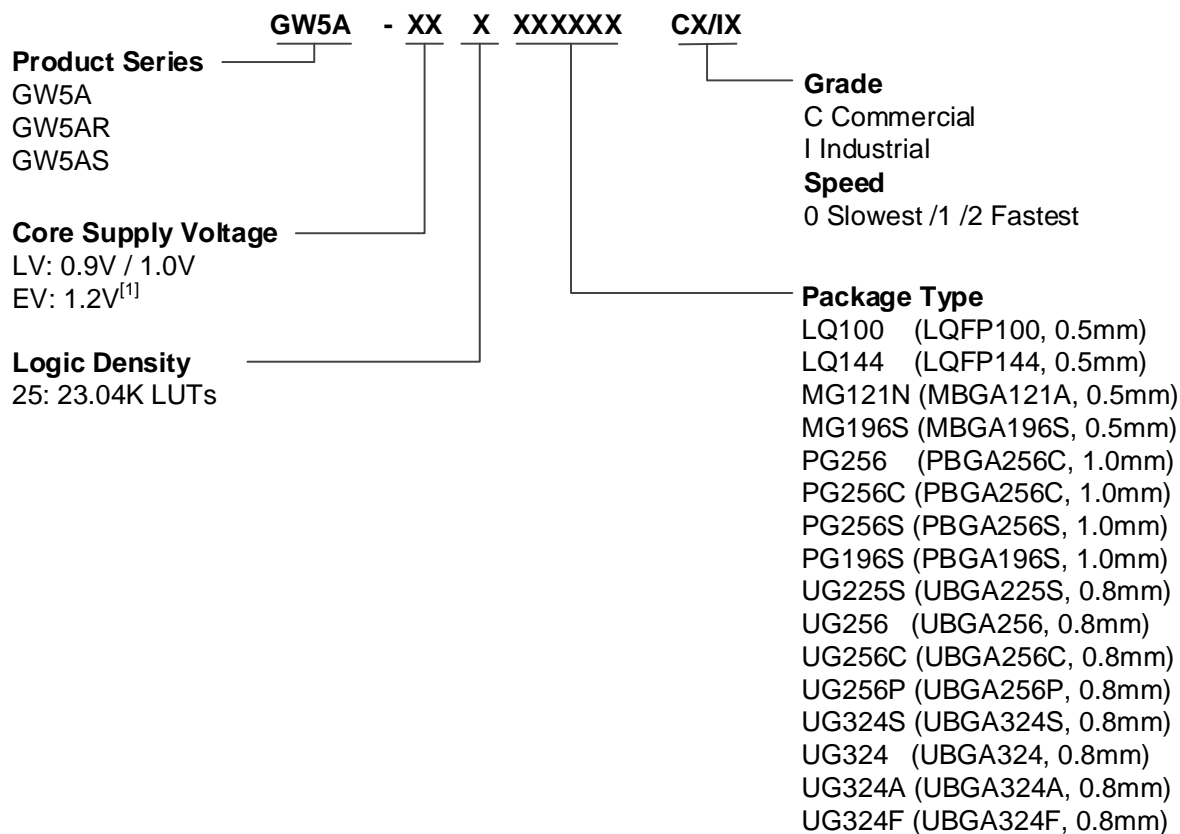 GW5A - XX X XXXXXX CX/IX
Product Series
GW5A
GW5AR
GW5AS
Core Supply Voltage
LV: 0.9V / 1.0V
EV: 1.2V[1]
Logic Density
25: 23.04K LUTs
Grade
C Commercial
I Industrial
Speed
0 Slowest /1 /2 Fastest
Package Type
LQ100 (LQFP100, 0.5mm)
LQ144 (LQFP144, 0.5mm)
MG121N (MBGA121A, 0.5mm)
MG196S (MBGA196S, 0.5mm)
PG256 (PBGA256C, 1.0mm)
PG256C (PBGA256C, 1.0mm)
PG256S (PBGA256S, 1.0mm)
PG196S (PBGA196S, 1.0mm)
UG225S (UBGA225S, 0.8mm)
UG256 (UBGA256, 0.8mm)
UG256C (UBGA256C, 0.8mm)
UG256P (UBGA256P, 0.8mm)
UG324S (UBGA324S, 0.8mm)
UG324 (UBGA324, 0.8mm)
UG324A (UBGA324A, 0.8mm)
UG324F (UBGA324F, 0.8mm)